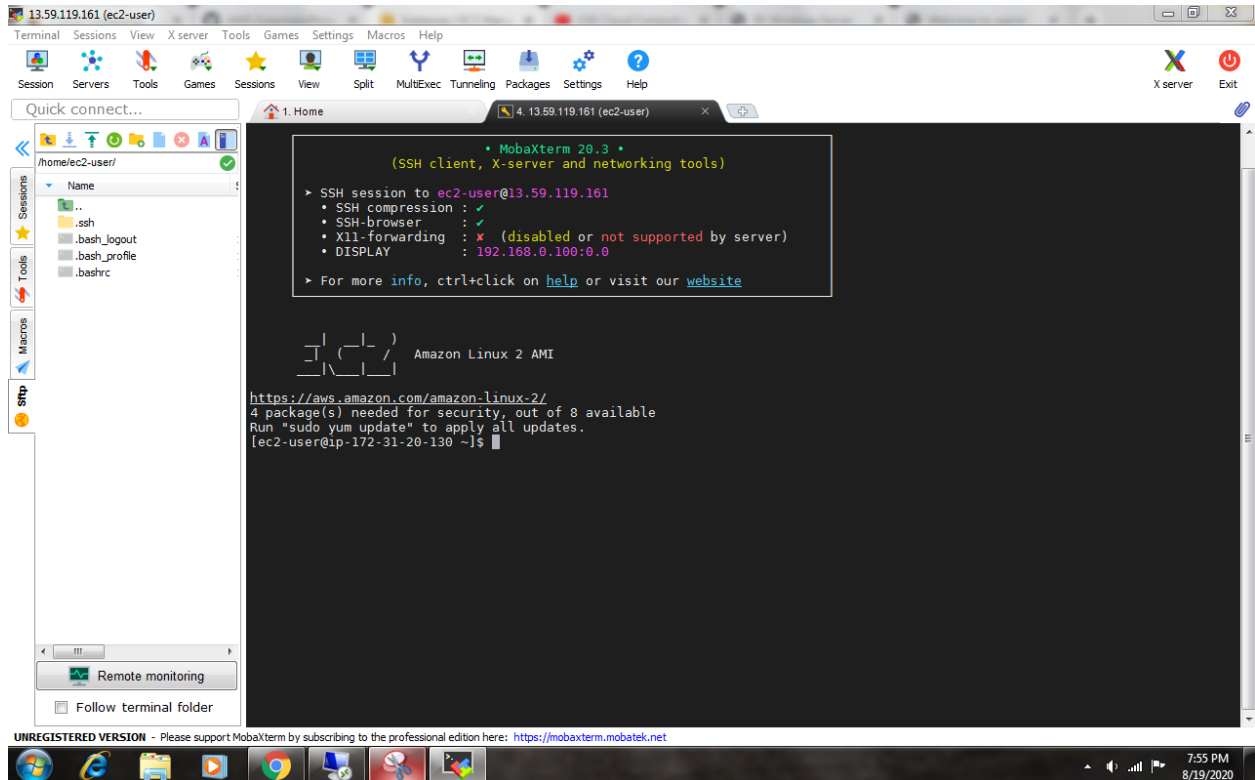 13.59.119.161 (ec2-user)
Terminal Sessions View X server Tools Games Settings Macros Help
Session Servers Tools Games Sessions View Split MultiExec Tunneling Packages Settings Help X server Exit
Quick connect...
1. Home
4. 13.59.119.161 (ec2-user)
/home/ec2-user/
Name
..
.ssh
.bash_logout
.bash_profile
.bashrc
Sessions
Tools
Macros
Sftp
Remote monitoring
Follow terminal folder
• MobaXterm 20.3 •
(SSH client, X-server and networking tools)
➤ SSH session to ec2-user@13.59.119.161
• SSH compression : ✔
• SSH-browser : ✔
• X11-forwarding : ✘ (disabled or not supported by server)
• DISPLAY : 192.168.0.100:0.0
➤ For more info, ctrl+click on help or visit our website
__| __|_ )
_| ( / Amazon Linux 2 AMI
___|\___|___|
https://aws.amazon.com/amazon-linux-2/
4 package(s) needed for security, out of 8 available
Run "sudo yum update" to apply all updates.
[ec2-user@ip-172-31-20-130 ~]$
UNREGISTERED VERSION - Please support MobaXterm by subscribing to the professional edition here: https://mobaxterm.mobatek.net
7:55 PM
8/19/2020